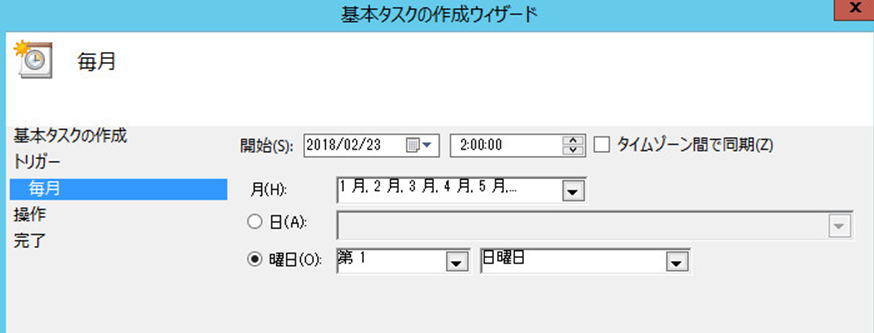 基本タスクの作成ウィザード
x
毎月
基本タスクの作成
トリガー
毎月
操作
完了
開始(S): 2018/02/23 2:00:00 タイムゾーン間で同期(Z)
月(H): 1 月, 2 月, 3 月, 4 月, 5 月,...
日(A):
曜日(O): 第 1 日曜日